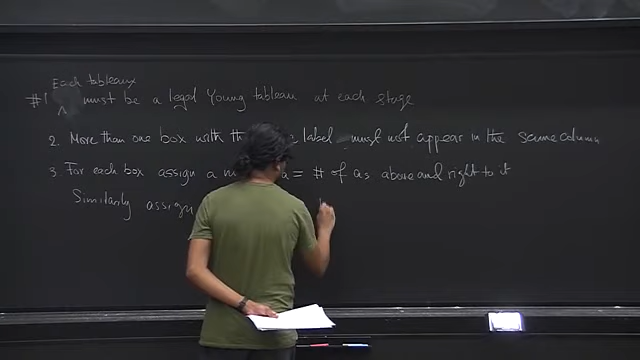 Each tableaux
#1 must be a legal Young tableau at each stage
2. More than one box with the label must not appear in the same column
3. For each box assign a = # of as above and right to it
Similarly assign